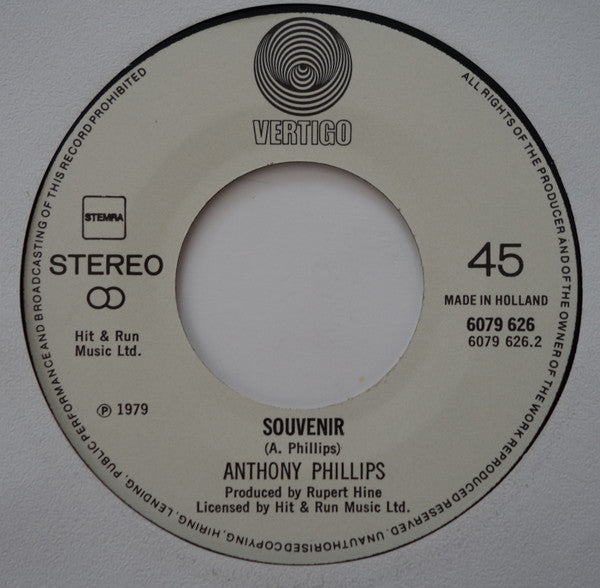 VERTIGO
ALL RIGHTS OF THE PRODUCER AND OF THE OWNER OF THE WORK REPRODUCED RESERVED. UNAUTHORISED COPYING, HIRING, LENDING, PUBLIC PERFORMANCE AND BROADCASTING OF THIS RECORD PROHIBITED
STEMRA
STEREO
Hit & Run
Music Ltd.
℗ 1979
45
MADE IN HOLLAND
6079 626
6079 626.2
SOUVENIR
(A. Phillips)
ANTHONY PHILLIPS
Produced by Rupert Hine
Licensed by Hit & Run Music Ltd.